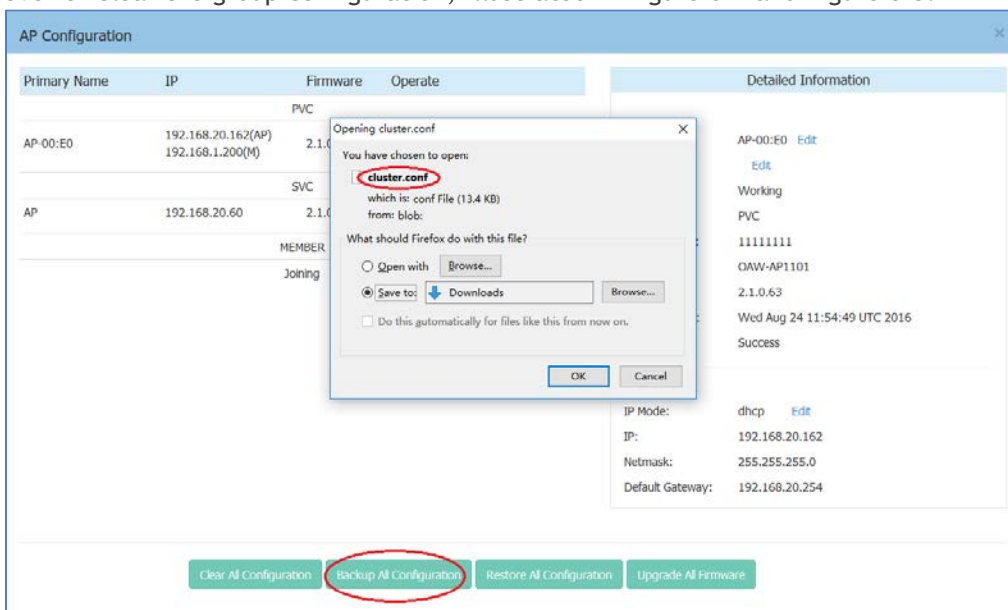 AP Configuration
Primary Name IP Firmware Operate
PVC
AP-00:E0 192.168.20.162(AP) 2.1.0
192.168.1.200(M)
SVC
AP 192.168.20.60 2.1.0
MEMBER
Joining
Opening cluster.conf
You have chosen to open:
cluster.conf
which is: conf File (13.4 KB)
from: blob:
What should Firefox do with this file?
Open with Browse...
Save to: Downloads Browse...
Do this automatically for files like this from now on.
OK Cancel
Detailed Information
AP-00:E0 Edit
Edit
Working
PVC
11111111
OAW-AP1101
2.1.0.63
Wed Aug 24 11:54:49 UTC 2016
Success
IP Mode: dhcp Edit
IP: 192.168.20.162
Netmask: 255.255.255.0
Default Gateway: 192.168.20.254
Clear All Configuration Backup All Configuration Restore All Configuration Upgrade All Firmware